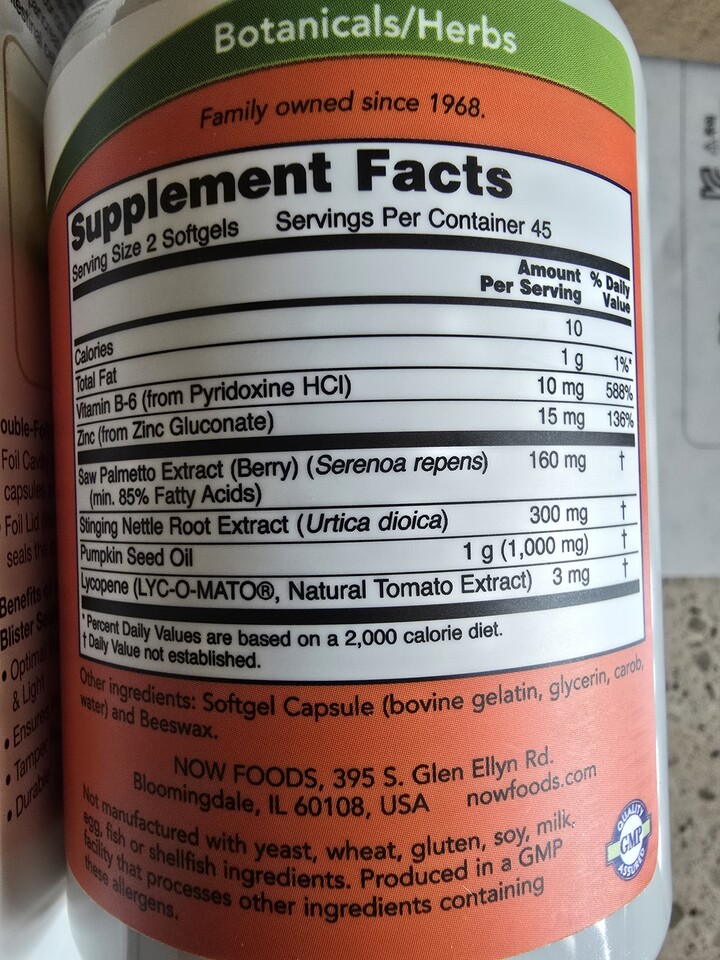 Botanicals/Herbs
Family owned since 1968.
Supplement Facts
Serving Size 2 Softgels Servings Per Container 45
Amount Per Serving % Daily Value
Calories 10
Total Fat 1 g 1%*
Vitamin B-6 (from Pyridoxine HCl) 10 mg 588%
Zinc (from Zinc Gluconate) 15 mg 136%
Saw Palmetto Extract (Berry) (Serenoa repens) 160 mg †
(min. 85% Fatty Acids)
Stinging Nettle Root Extract (Urtica dioica) 300 mg †
Pumpkin Seed Oil 1 g (1,000 mg) †
Lycopene (LYC-O-MATO®, Natural Tomato Extract) 3 mg †
* Percent Daily Values are based on a 2,000 calorie diet.
† Daily Value not established.
Other ingredients: Softgel Capsule (bovine gelatin, glycerin, carob,
water) and Beeswax.
NOW FOODS, 395 S. Glen Ellyn Rd.
Bloomingdale, IL 60108, USA nowfoods.com
Not manufactured with yeast, wheat, gluten, soy, milk,
egg, fish or shellfish ingredients. Produced in a GMP
facility that processes other ingredients containing
these allergens.
QUALITY
GMP
ASSURED
Foil
capsules
• Foil Lid
seals the
Benefits of
Blister
•
& Light
•
•
•